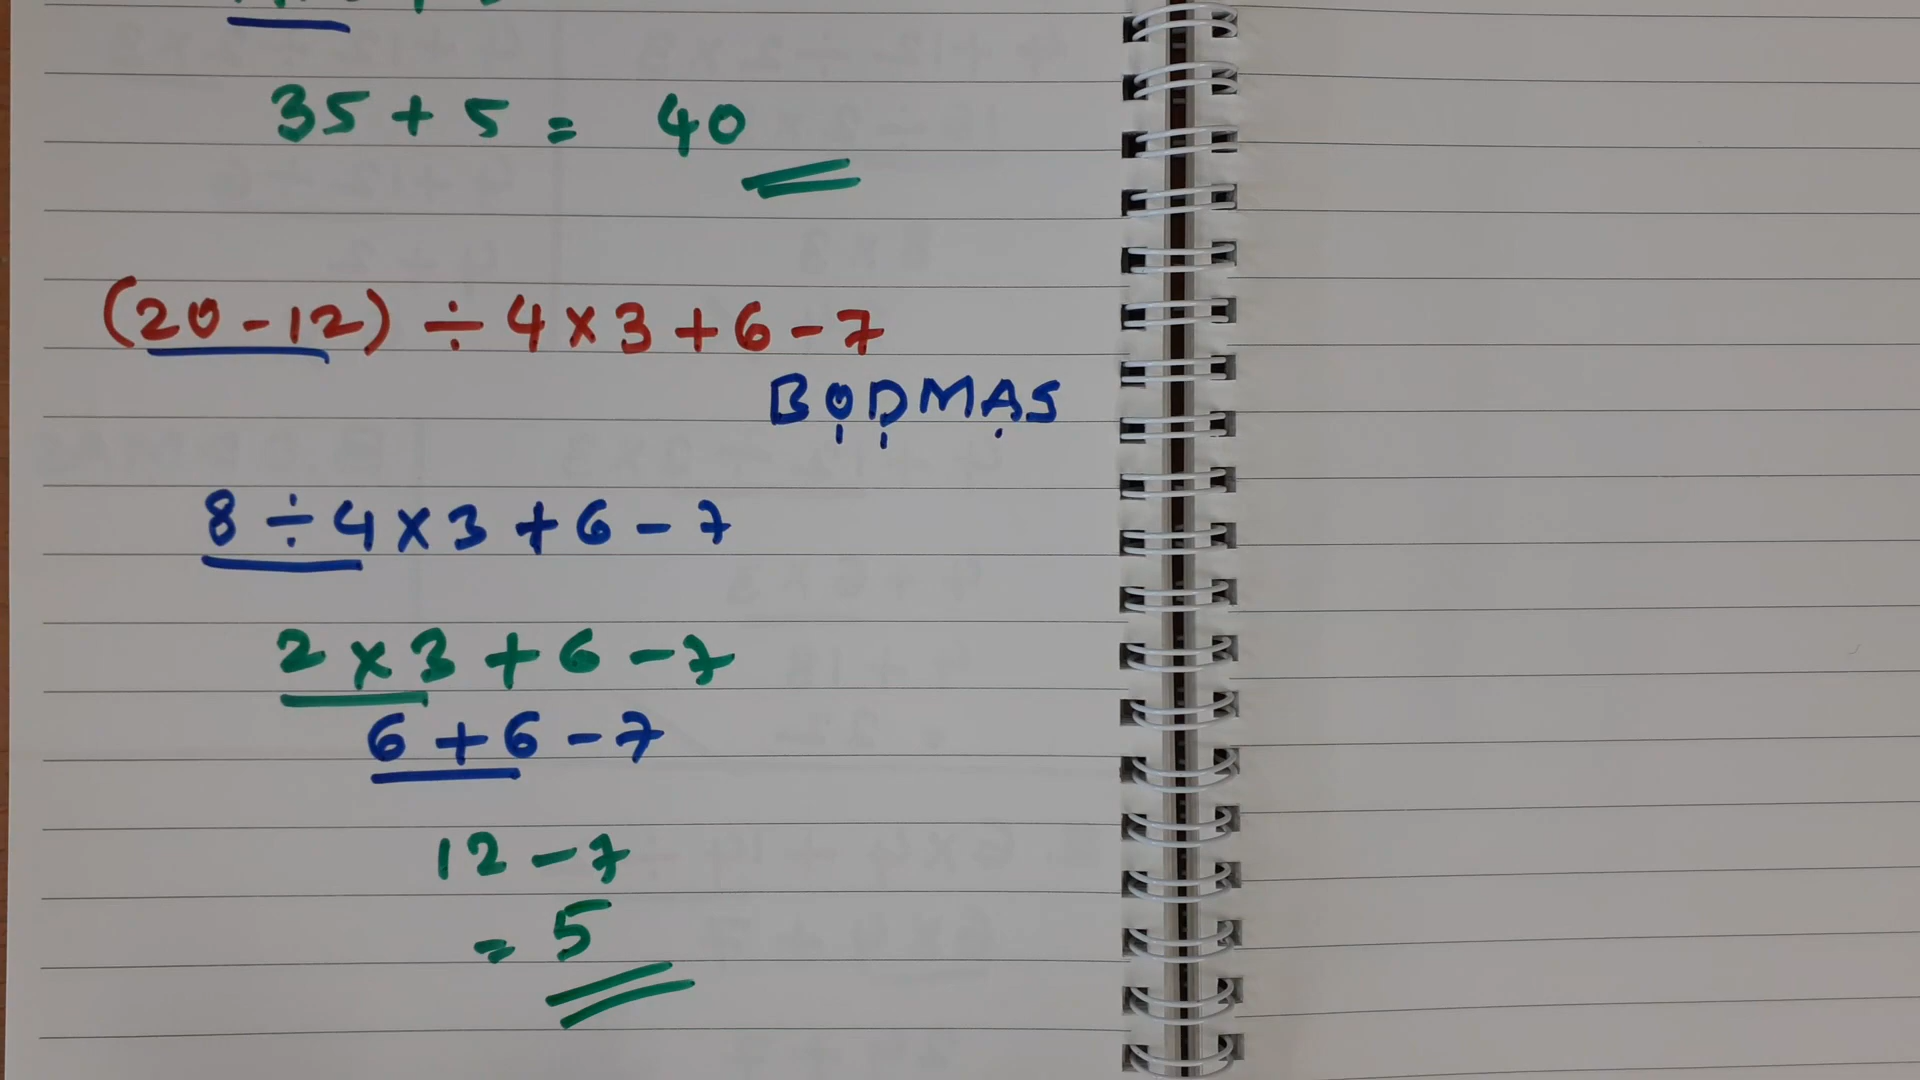 35 + 5 = 40
(20 - 12) ÷ 4 × 3 + 6 - 7
BODMAS
8 ÷ 4 × 3 + 6 - 7
2 × 3 + 6 - 7
6 + 6 - 7
12 - 7
= 5